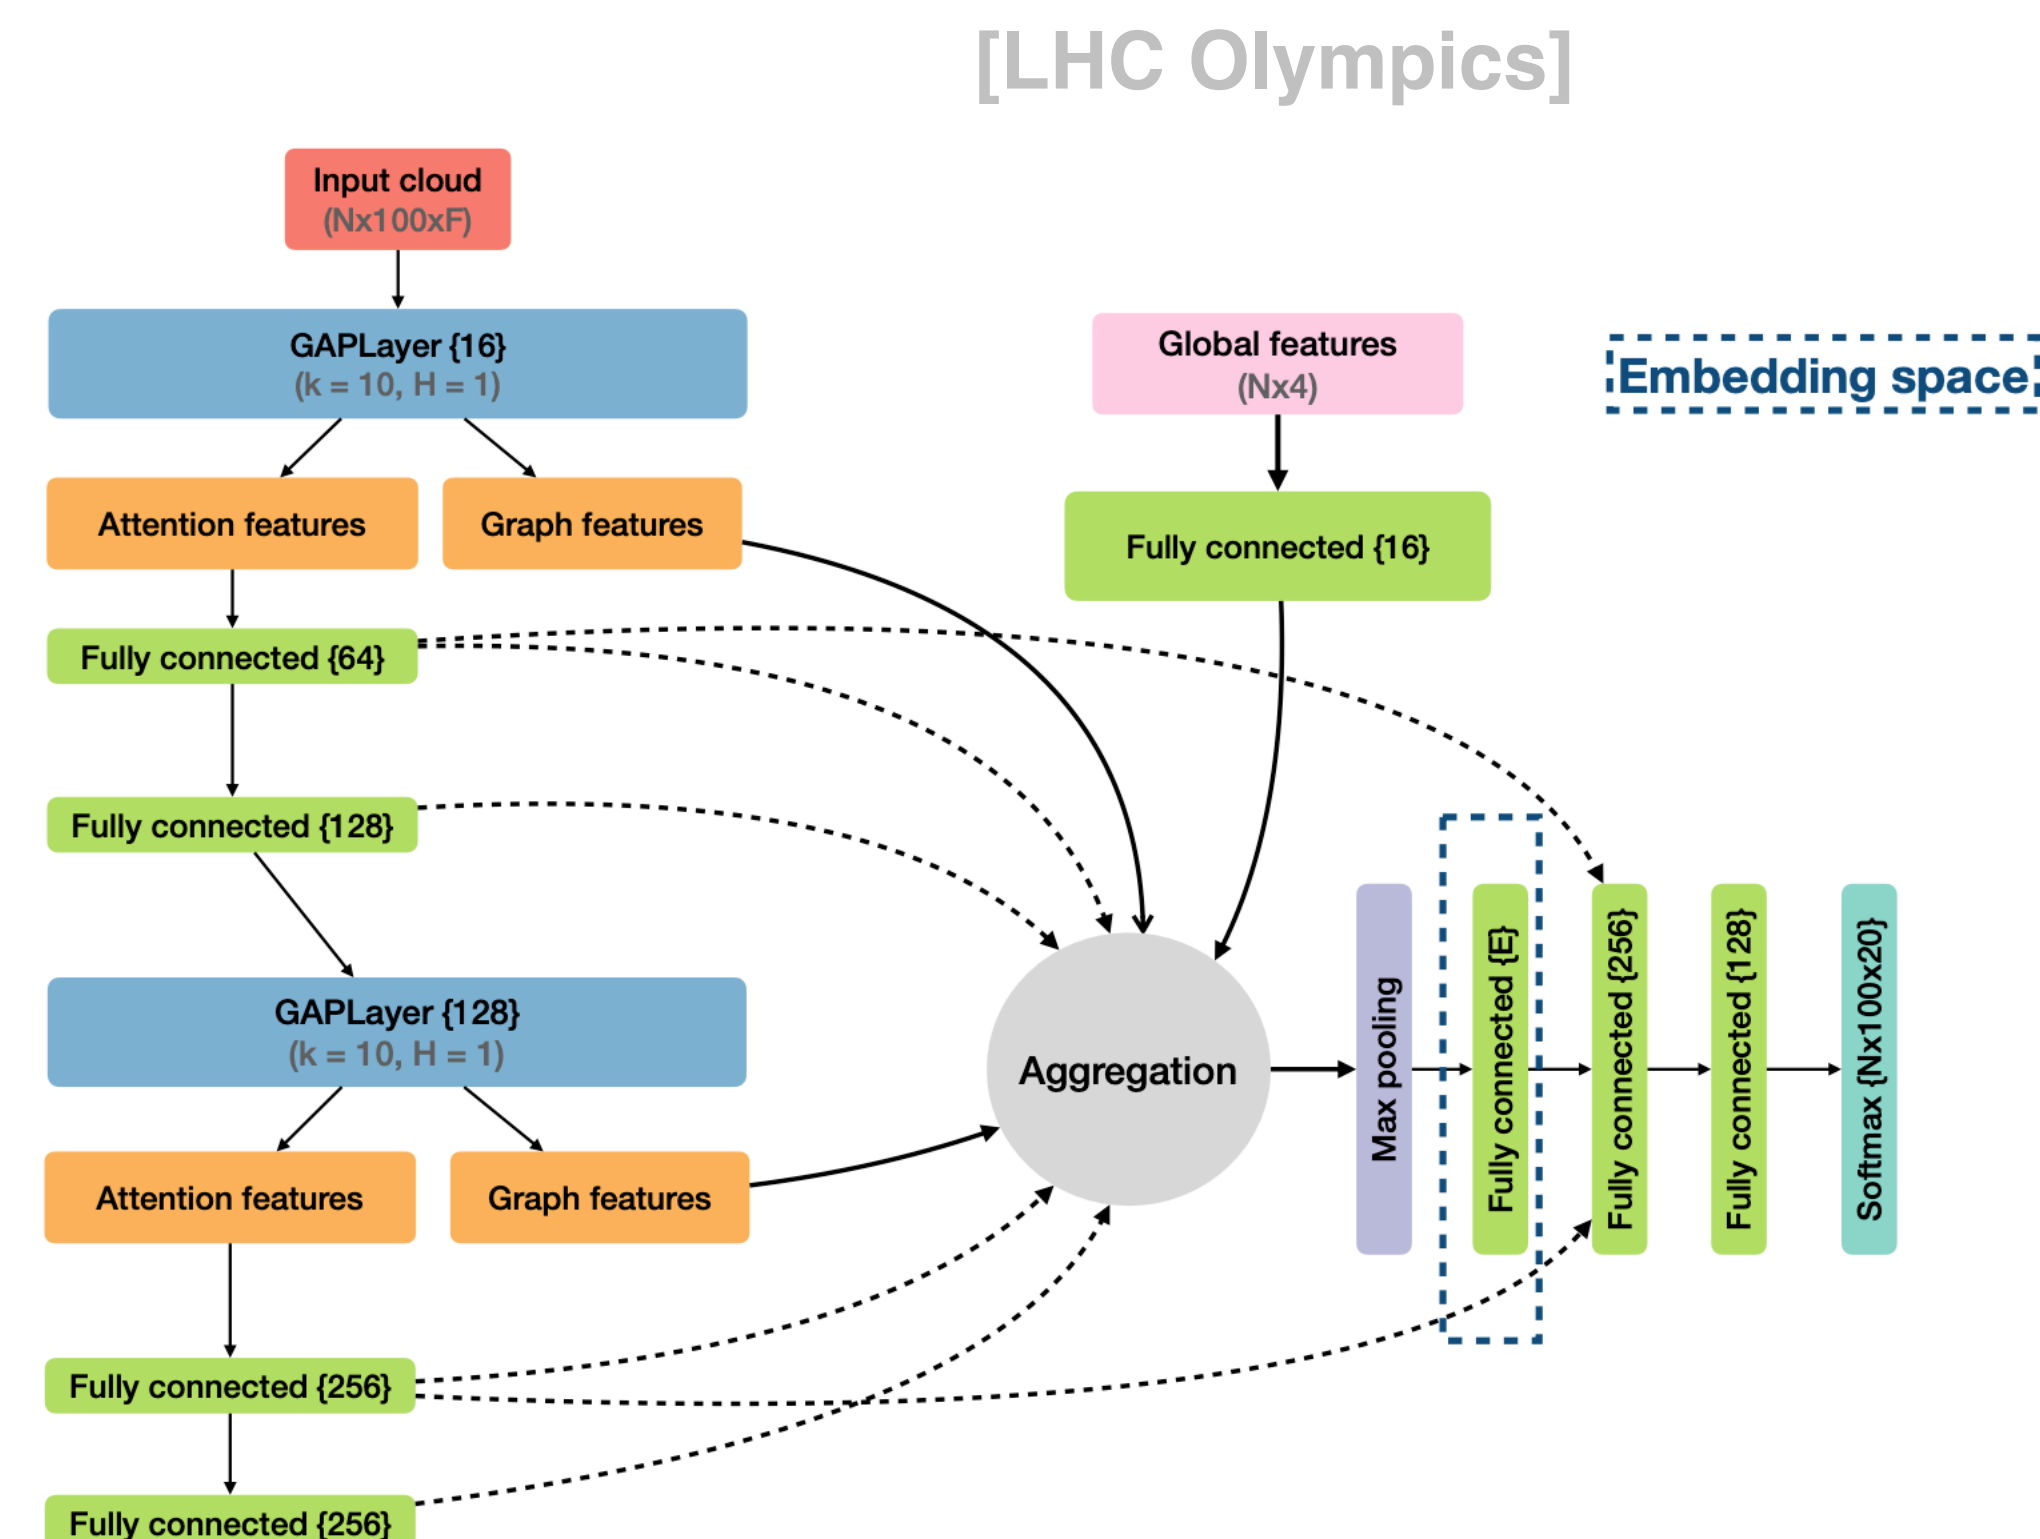 [LHC Olympics]
Input cloud
(Nx100xF)
GAPLayer {16}
(k = 10, H = 1)
Attention features
Graph features
Fully connected {64}
Fully connected {128}
GAPLayer {128}
(k = 10, H = 1)
Attention features
Graph features
Fully connected {256}
Fully connected {256}
Global features
(Nx4)
Fully connected {16}
Embedding space
Aggregation
Max pooling
Fully connected {E}
Fully connected {256}
Fully connected {128}
Softmax {Nx100x20}